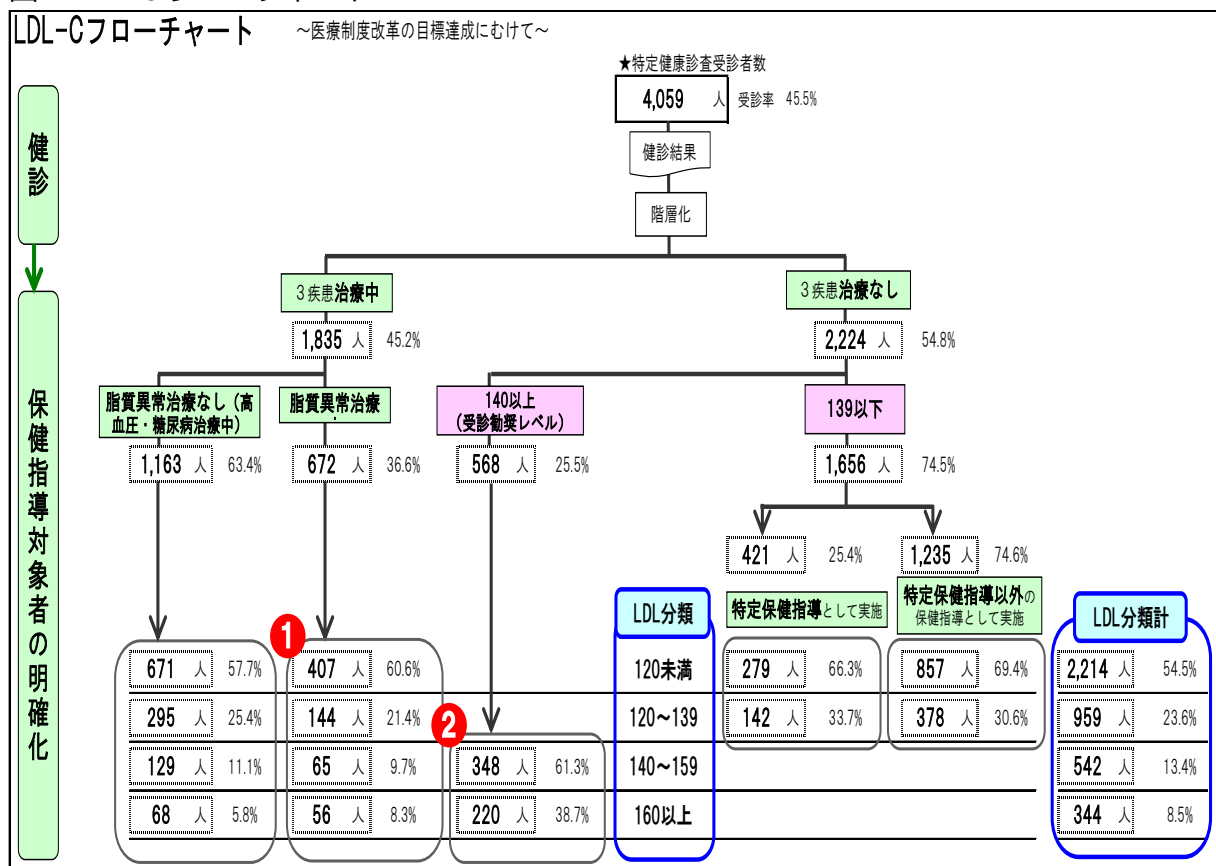 LDL-Cフローチャート ～医療制度改革の目標達成にむけて～
★特定健康診査受診者数
4,059 人 受診率 45.5%
健診
健診結果
階層化
保健指導対象者の明確化
３疾患治療中
３疾患治療なし
1,835 人 45.2%
2,224 人 54.8%
脂質異常治療なし（高
血圧・糖尿病治療中）
脂質異常治療
140以上
（受診勧奨レベル）
139以下
1,163 人 63.4%
672 人 36.6%
568 人 25.5%
1,656 人 74.5%
421 人 25.4%
1,235 人 74.6%
LDL分類
特定保健指導として実施
特定保健指導以外の
保健指導として実施
LDL分類計
1
671 人 57.7%
407 人 60.6%
120未満
279 人 66.3%
857 人 69.4%
2,214 人 54.5%
295 人 25.4%
144 人 21.4%
2
120～139
142 人 33.7%
378 人 30.6%
959 人 23.6%
129 人 11.1%
65 人 9.7%
348 人 61.3%
140～159
542 人 13.4%
68 人 5.8%
56 人 8.3%
220 人 38.7%
160以上
344 人 8.5%